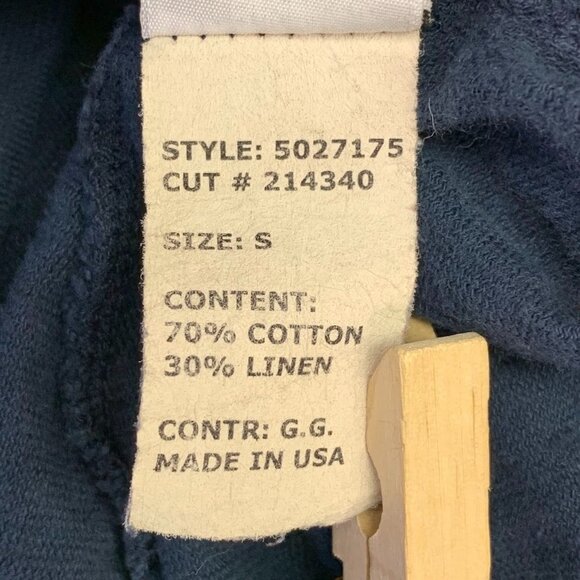 STYLE: 5027175
CUT # 214340
SIZE: S
CONTENT:
70% COTTON
30% LINEN
CONTR: G.G.
MADE IN USA